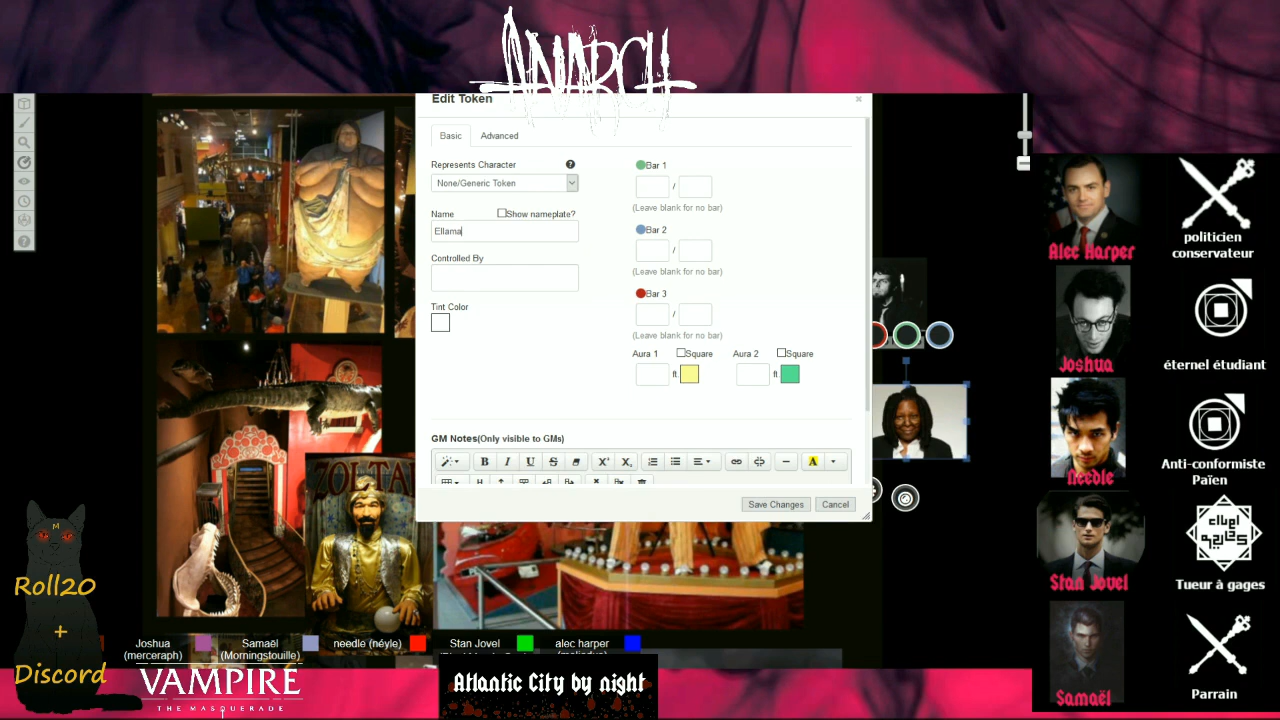 ANARCH
Edit Token
×
Basic
Advanced
Represents Character
?
None/Generic Token
Name
Show nameplate?
Ellama
Controlled By
Tint Color
Bar 1
/
(Leave blank for no bar)
Bar 2
/
(Leave blank for no bar)
Bar 3
/
(Leave blank for no bar)
Aura 1
Square
Aura 2
Square
ft.
ft.
GM Notes(Only visible to GMs)
Save Changes
Cancel
ZOLTAR
Alec Harper
politicien
conservateur
Joshua
éternel étudiant
Needle
Anti-conformiste
Païen
Stan Jovel
Tueur à gages
Samaël
Parrain
M
Roll20
+
Discord
Joshua
(merceraph)
Samaël
(Morningstouille)
needle (néyle)
Stan Jovel
alec harper
VAMPIRE
THE MASQUERADE
Atlantic City by night